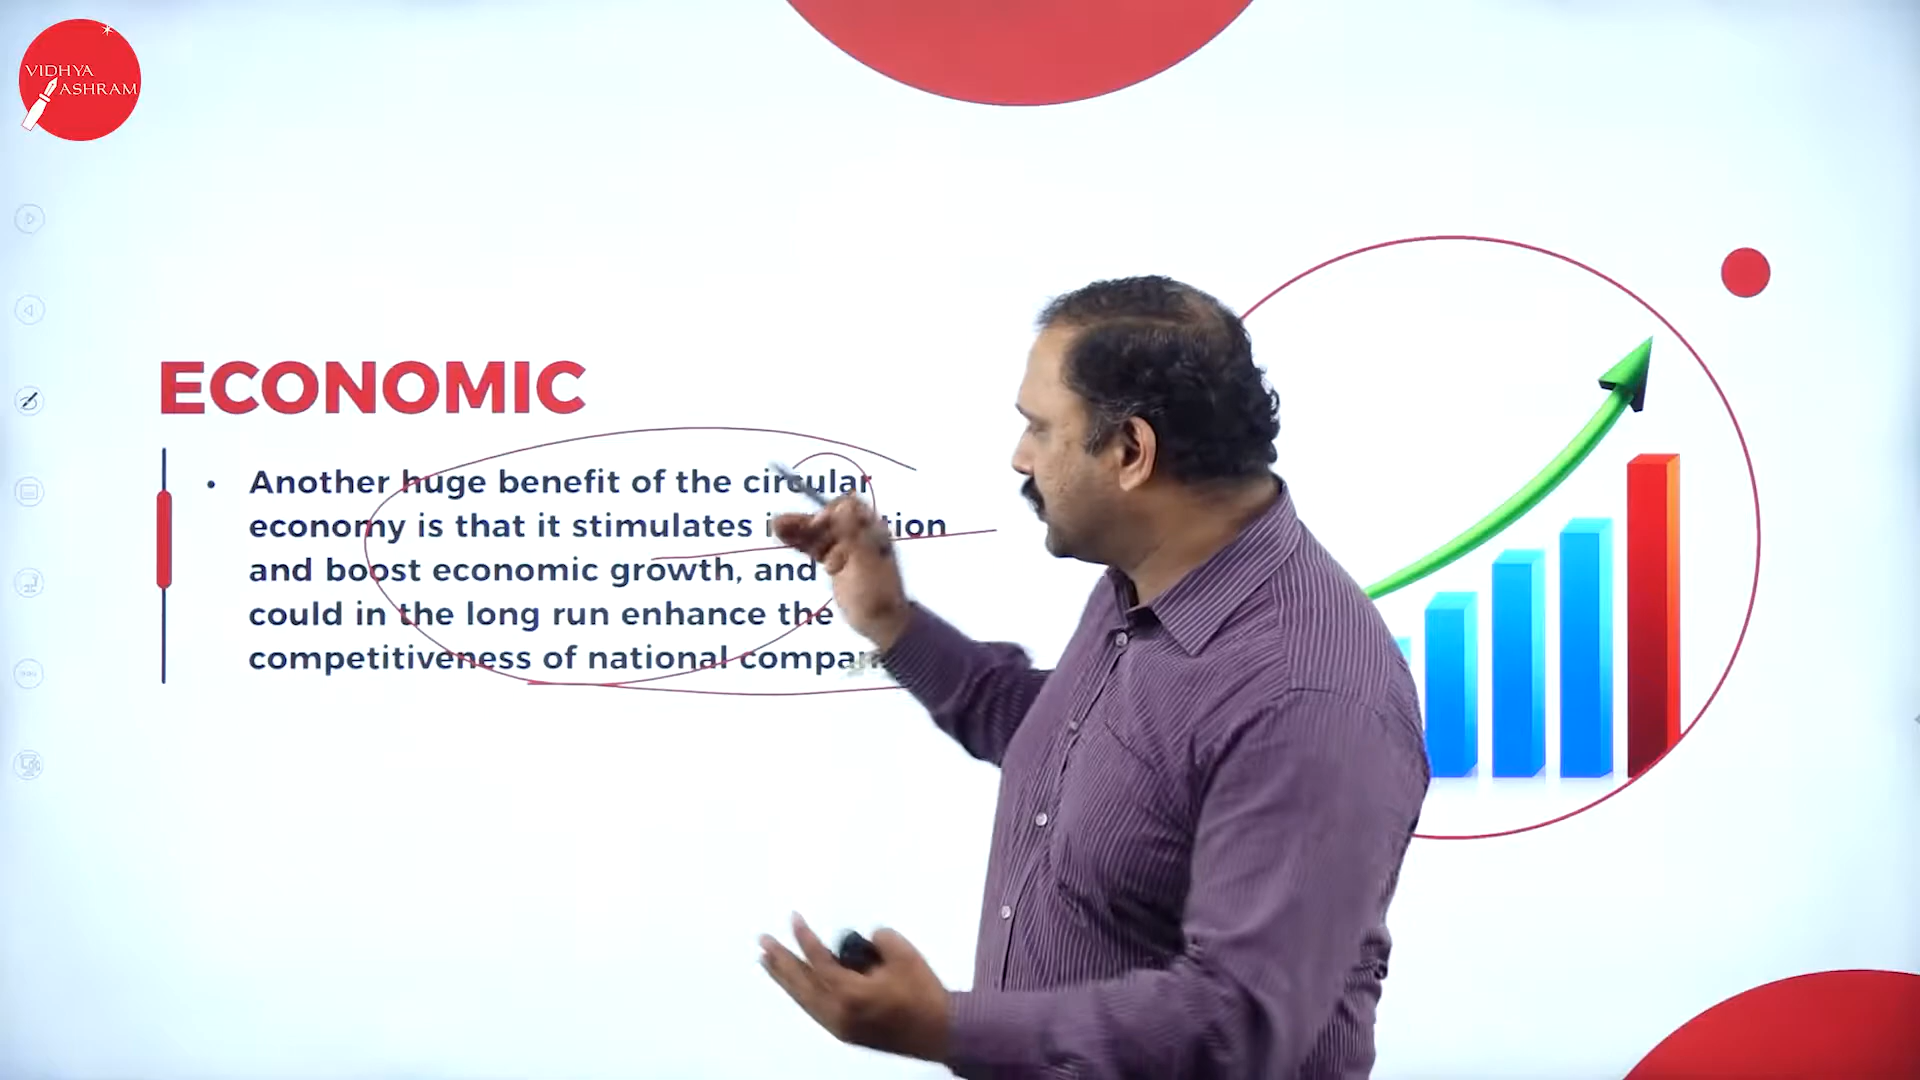 VIDHYA
ASHRAM
ECONOMIC
• Another huge benefit of the circular
economy is that it stimulates
and boost economic growth, and
could in the long run enhance the
competitiveness of national